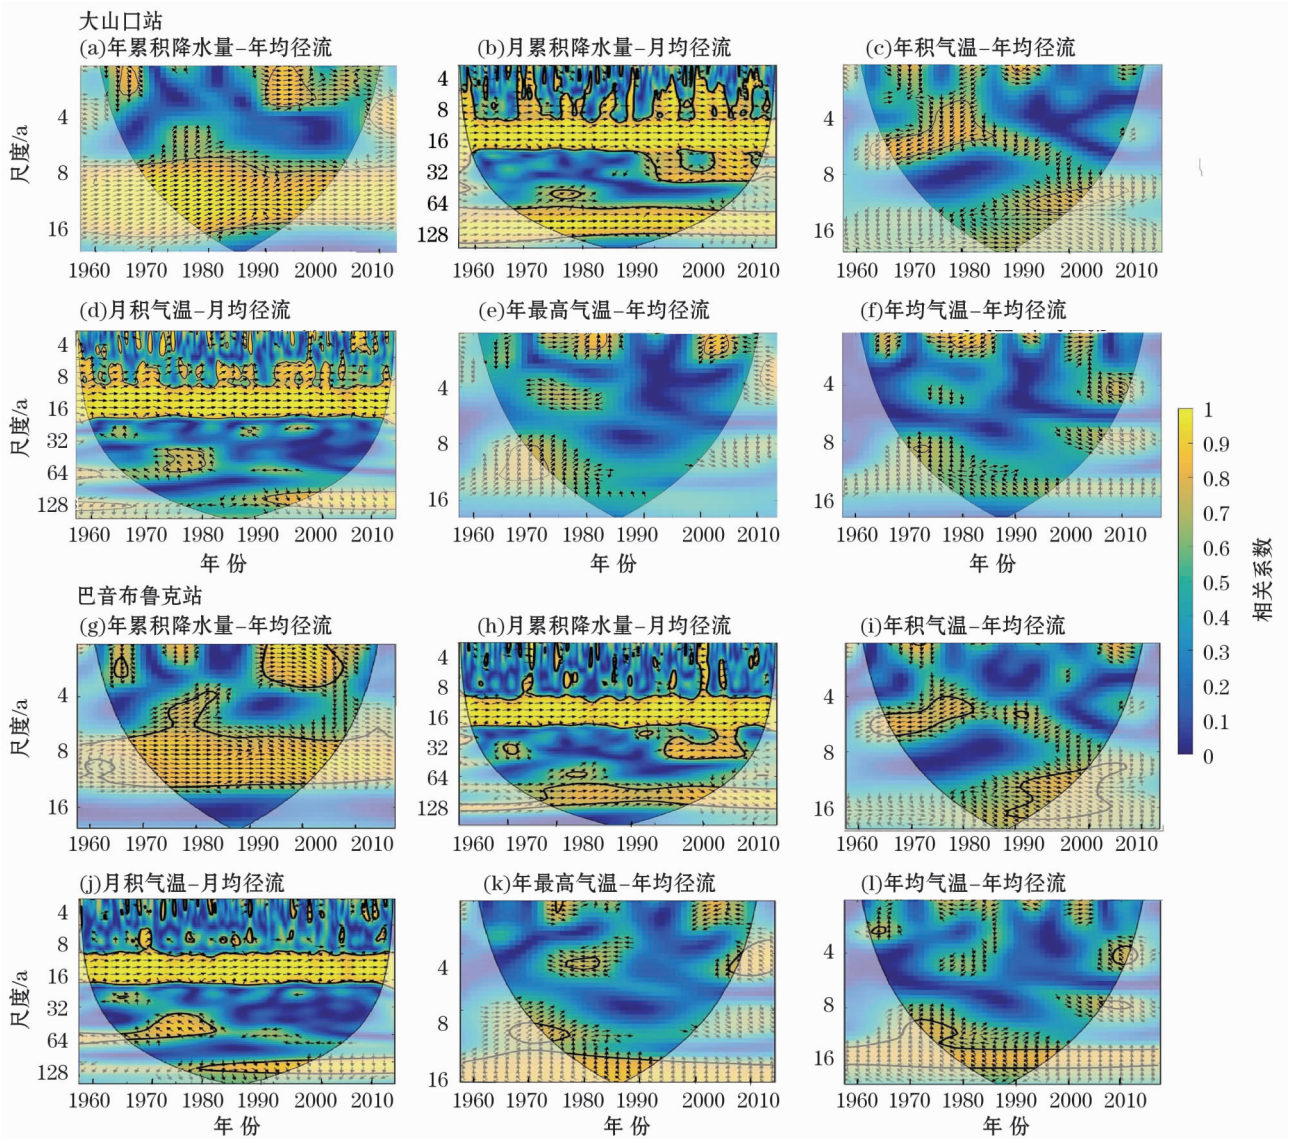 大山口站
(a)年累积降水量–年均径流
(b)月累积降水量–月均径流
(c)年积气温–年均径流
尺度/a
4
8
16
4
8
16
32
64
128
4
8
16
1960 1970 1980 1990 2000 2010
1960 1970 1980 1990 2000 2010
1960 1970 1980 1990 2000 2010
(d)月积气温–月均径流
(e)年最高气温–年均径流
(f)年均气温–年均径流
尺度/a
4
8
16
32
64
128
4
8
16
4
8
16
1960 1970 1980 1990 2000 2010
1960 1970 1980 1990 2000 2010
1960 1970 1980 1990 2000 2010
年 份
年 份
年 份
1
0.9
0.8
0.7
0.6
0.5
0.4
0.3
0.2
0.1
0
相关系数
巴音布鲁克站
(g)年累积降水量–年均径流
(h)月累积降水量–月均径流
(i)年积气温–年均径流
尺度/a
4
8
16
4
8
16
32
64
128
4
8
16
1960 1970 1980 1990 2000 2010
1960 1970 1980 1990 2000 2010
1960 1970 1980 1990 2000 2010
(j)月积气温–月均径流
(k)年最高气温–年均径流
(l)年均气温–年均径流
尺度/a
4
8
16
32
64
128
4
8
16
4
8
16
1960 1970 1980 1990 2000 2010
1960 1970 1980 1990 2000 2010
1960 1970 1980 1990 2000 2010
年 份
年 份
年 份